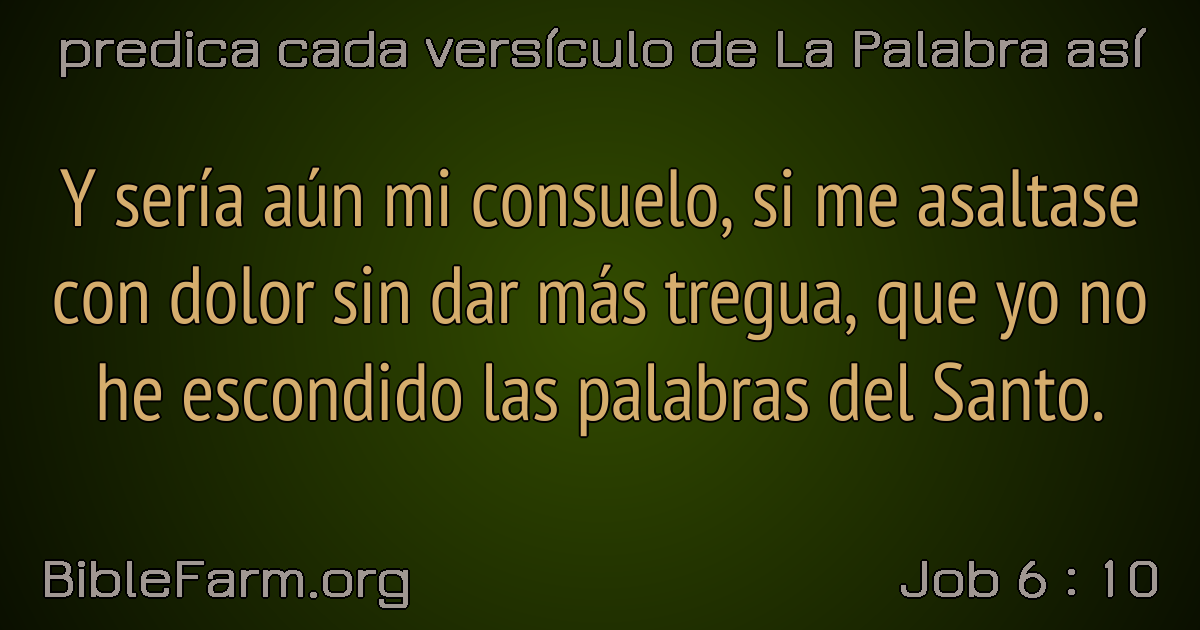 predica cada versículo de La Palabra así
Y sería aún mi consuelo, si me asaltase
con dolor sin dar más tregua, que yo no
he escondido las palabras del Santo.
BibleFarm.org
Job 6 : 10